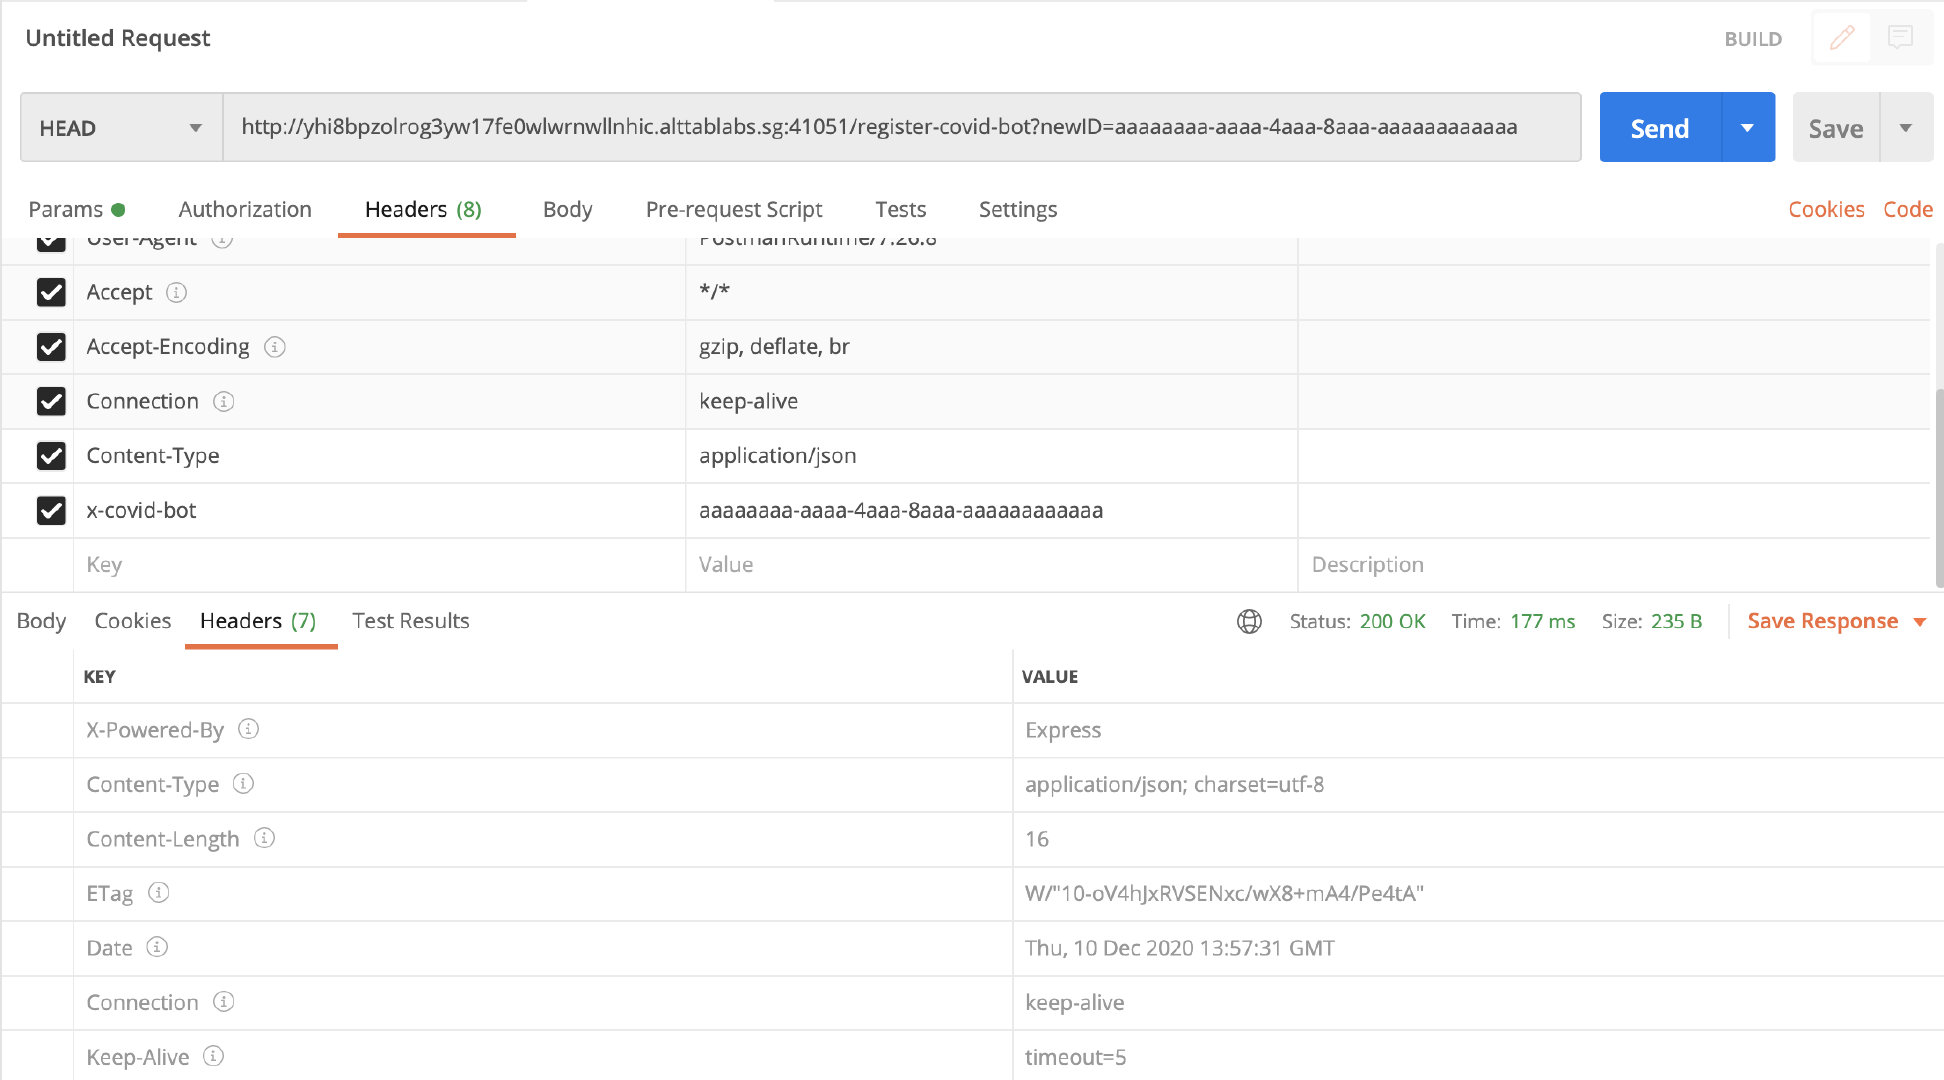 Untitled Request
BUILD
HEAD
http://yhi8bpzolrog3yw17fe0wlwrnwllnhic.alttablabs.sg:41051/register-covid-bot?newID=aaaaaaaa-aaaa-4aaa-8aaa-aaaaaaaaaaaa
Send
Save
Params
Authorization
Headers (8)
Body
Pre-request Script
Tests
Settings
Cookies
Code
User-Agent
PostmanRuntime/7.26.8
Accept
*/*
Accept-Encoding
gzip, deflate, br
Connection
keep-alive
Content-Type
application/json
x-covid-bot
aaaaaaaa-aaaa-4aaa-8aaa-aaaaaaaaaaaa
Key
Value
Description
Body
Cookies
Headers (7)
Test Results
Status: 200 OK
Time: 177 ms
Size: 235 B
Save Response
KEY
VALUE
X-Powered-By
Express
Content-Type
application/json; charset=utf-8
Content-Length
16
ETag
W/"10-oV4hJxRVSENxc/wX8+mA4/Pe4tA"
Date
Thu, 10 Dec 2020 13:57:31 GMT
Connection
keep-alive
Keep-Alive
timeout=5